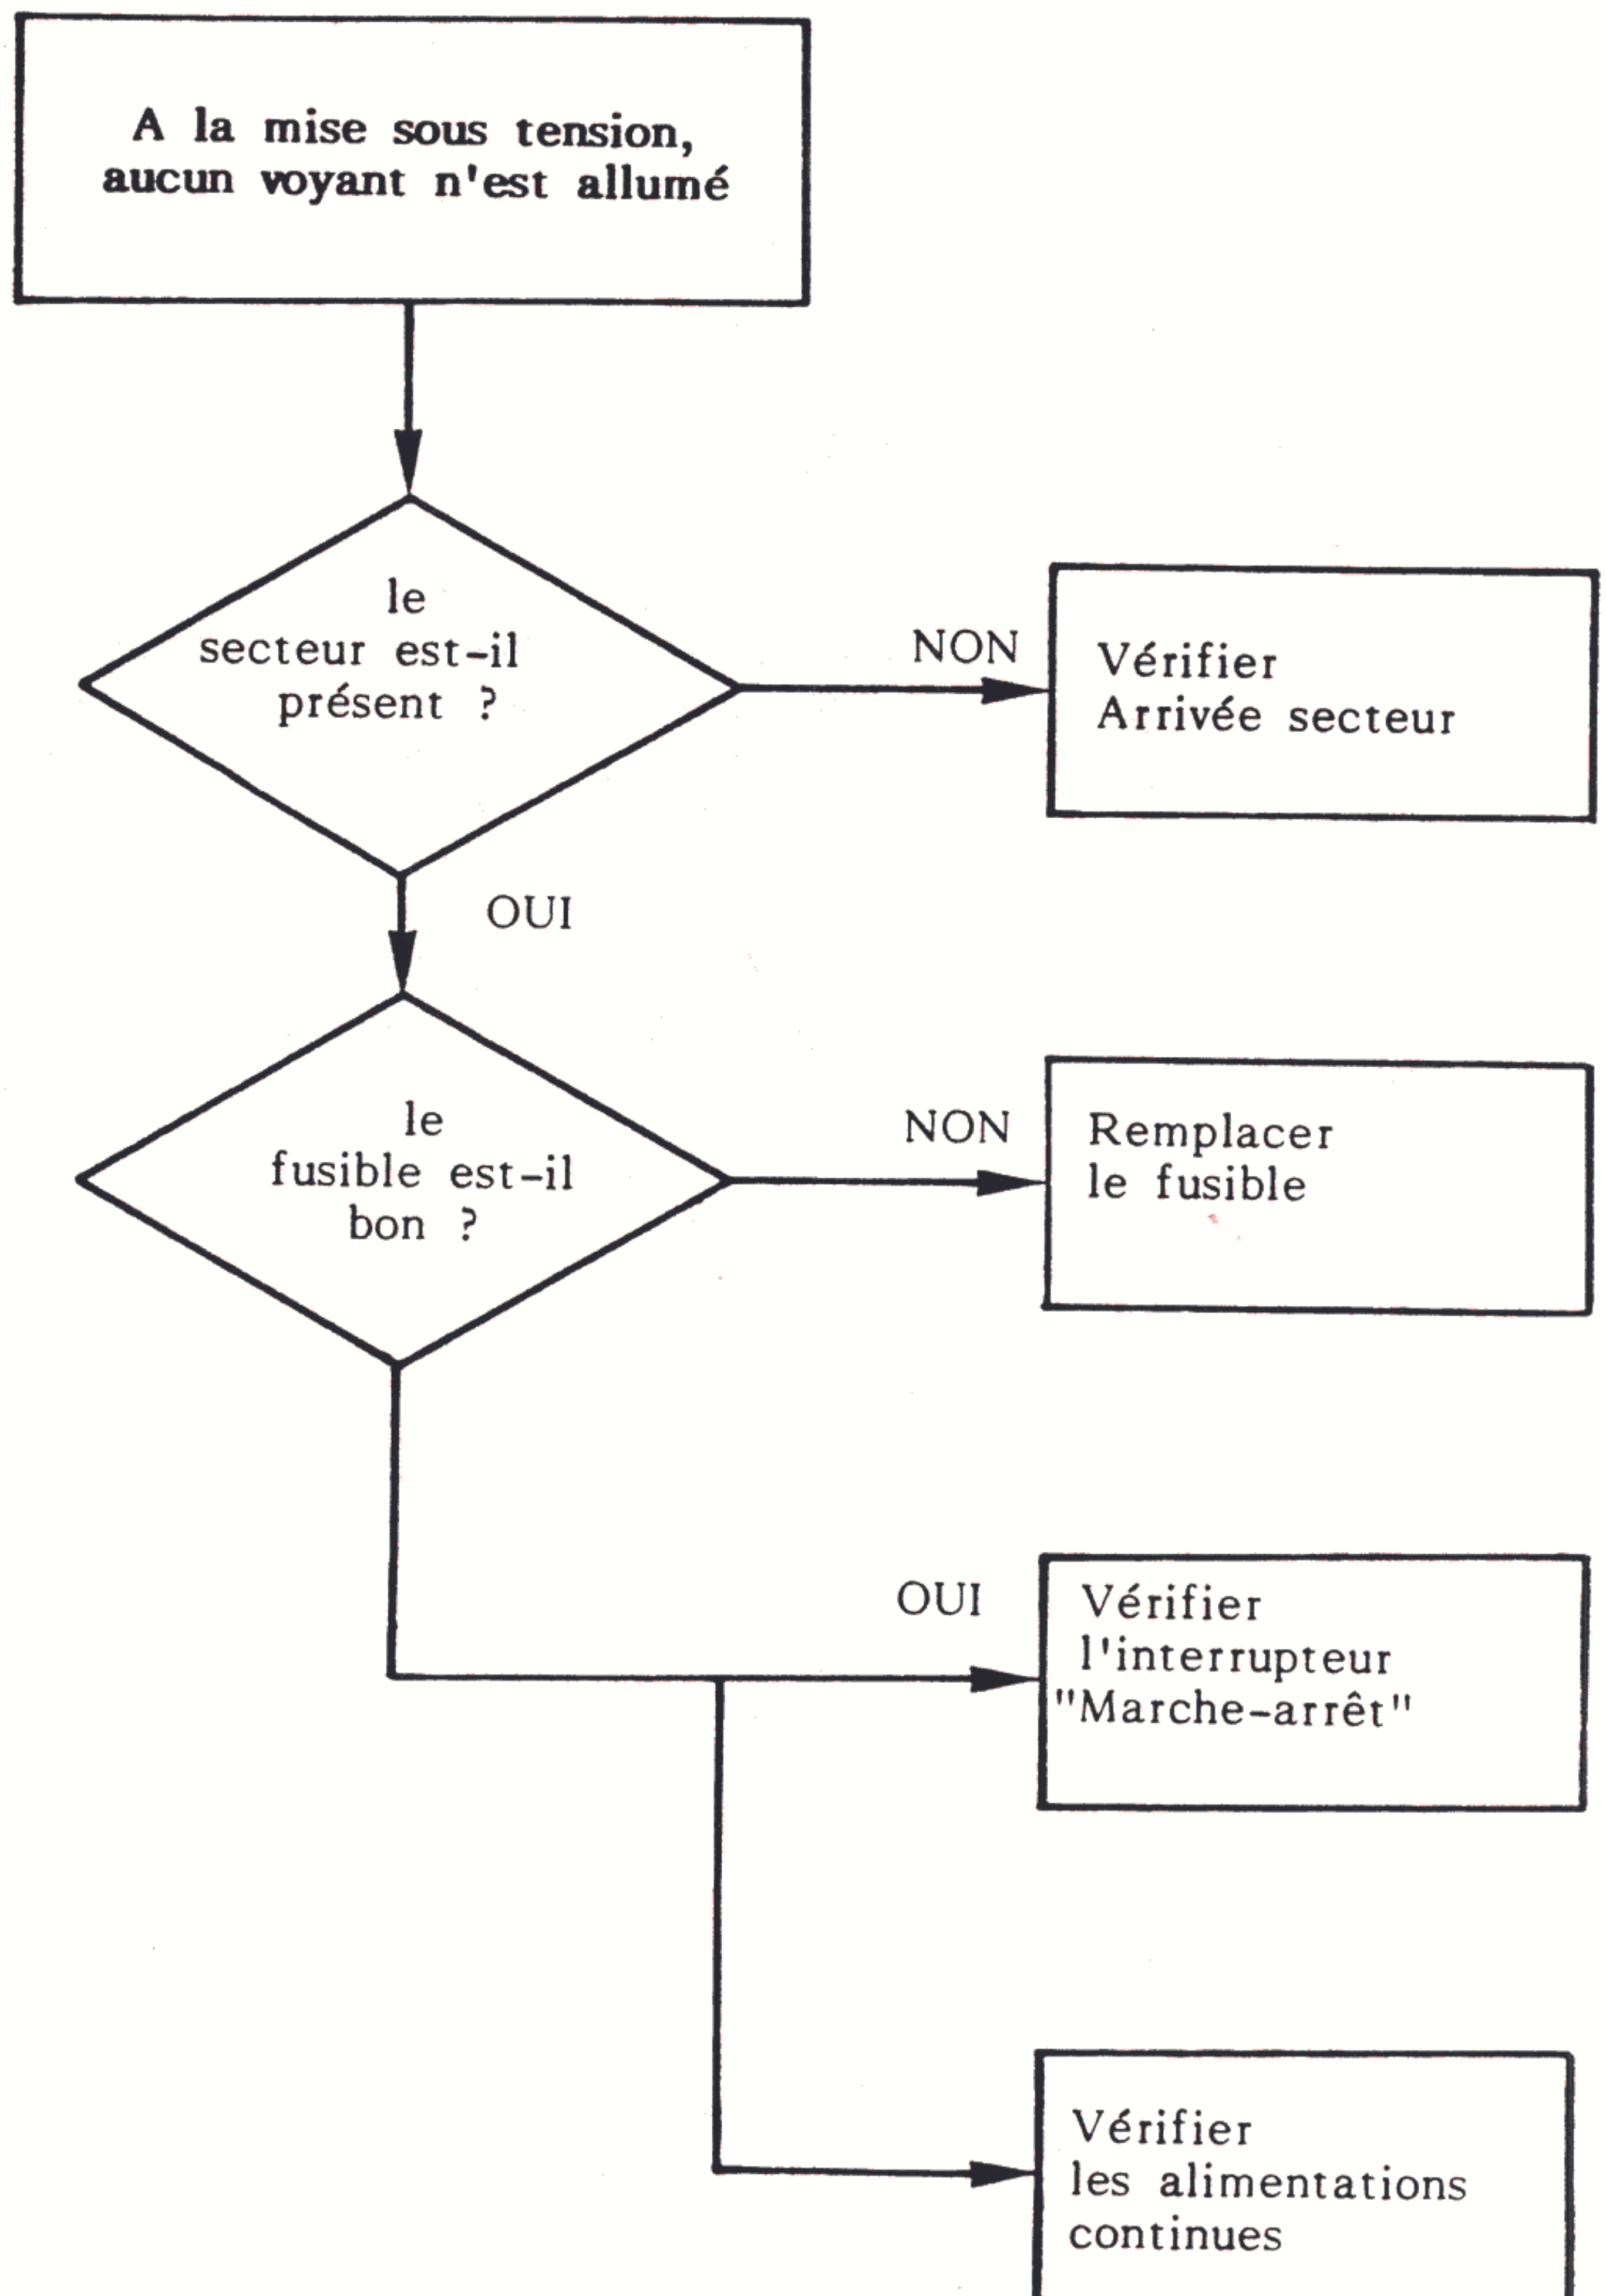 A la mise sous tension,
aucun voyant n'est allumé
le
secteur est-il
présent ?
NON
Vérifier
Arrivée secteur
OUI
le
fusible est-il
bon ?
NON
Remplacer
le fusible
OUI
Vérifier
l'interrupteur
"Marche-arrêt"
Vérifier
les alimentations
continues